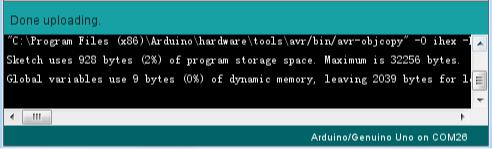 Done uploading.
"C:\Program Files (x86)\Arduino\hardware\tools\avr/bin/avr-objcopy" -O ihex -
Sketch uses 928 bytes (2%) of program storage space. Maximum is 32256 bytes.
Global variables use 9 bytes (0%) of dynamic memory, leaving 2039 bytes for
Arduino/Genuino Uno on COM26